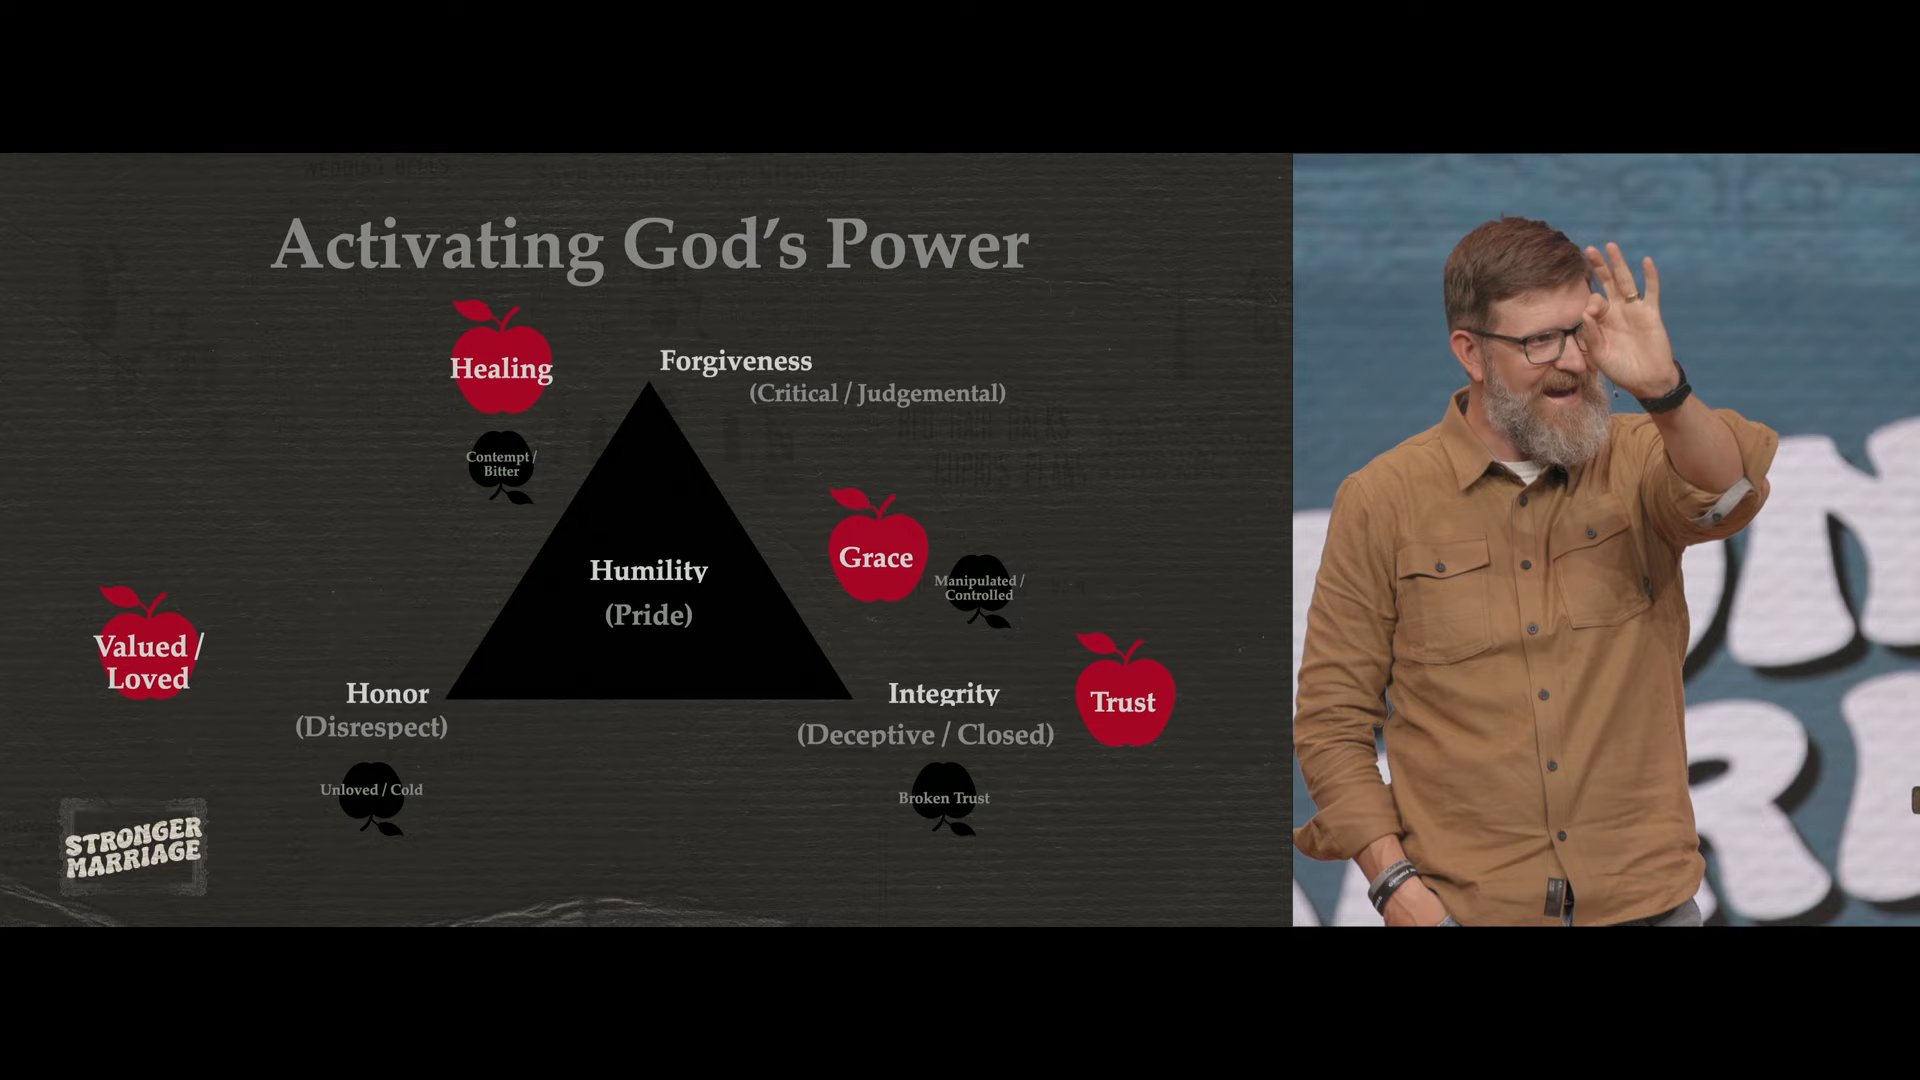 Activating God's Power
Healing
Forgiveness
(Critical / Judgemental)
Contempt /
Bitter
Grace
Humility
(Pride)
Manipulated /
Controlled
Valued /
Loved
Honor
(Disrespect)
Integrity
(Deceptive / Closed)
Trust
Unloved / Cold
Broken Trust
STRONGER
MARRIAGE